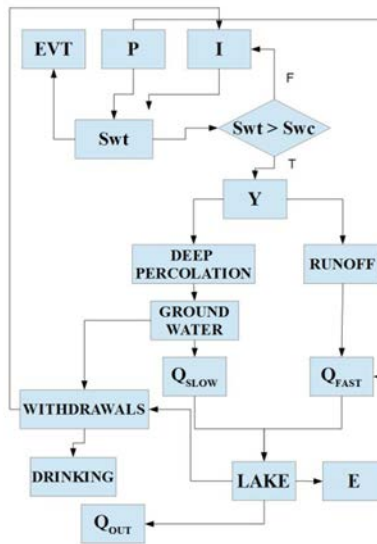 EVT
P
I
F
Swt
Swt > Swc
T
Y
DEEP
PERCOLATION
RUNOFF
GROUND
WATER
QSLOW
QFAST
WITHDRAWALS
DRINKING
LAKE
E
QOUT